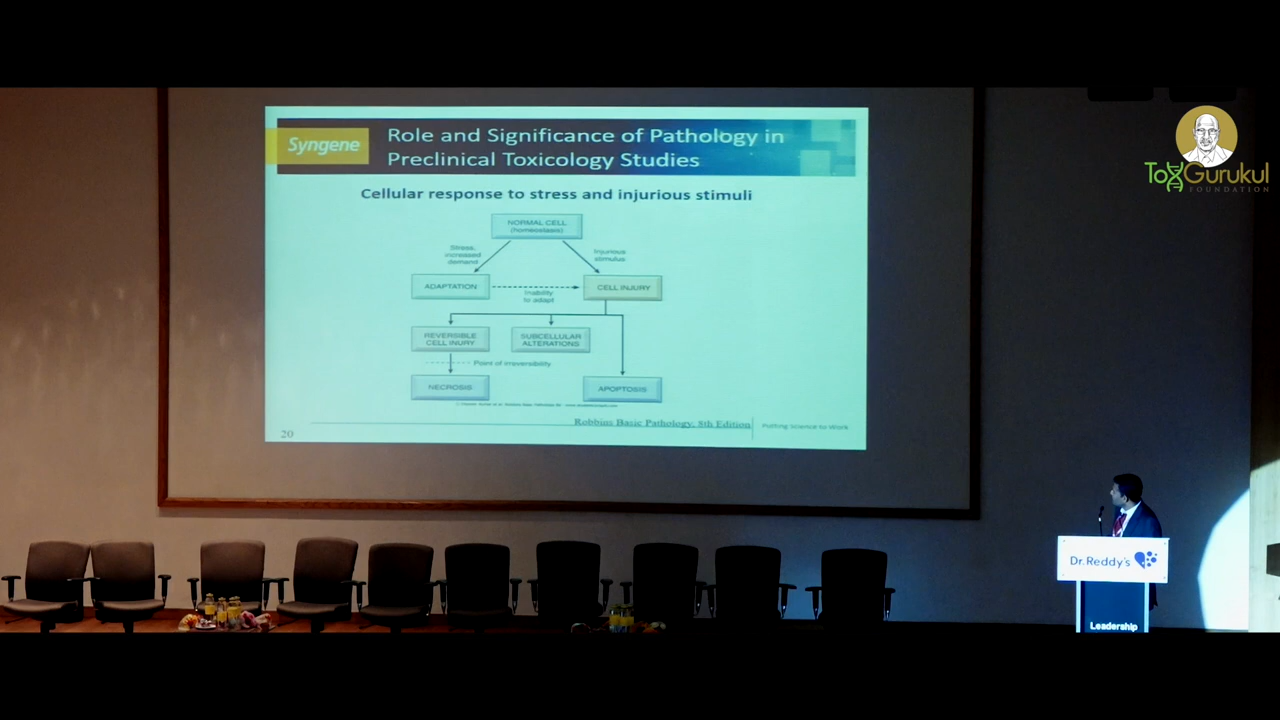 Syngene
Role and Significance of Pathology in
Preclinical Toxicology Studies
Cellular response to stress and injurious stimuli
NORMAL CELL
(homeostasis)
Stress,
increased
demand
Injurious
stimulus
ADAPTATION
Inability
to adapt
CELL INJURY
REVERSIBLE
CELL INJURY
SUBCELLULAR
ALTERATIONS
Point of irreversibility
NECROSIS
APOPTOSIS
Robbins Basic Pathology, 8th Edition
Putting Science to Work
20
ToxGurukul
FOUNDATION
Dr.Reddy's
Leadership